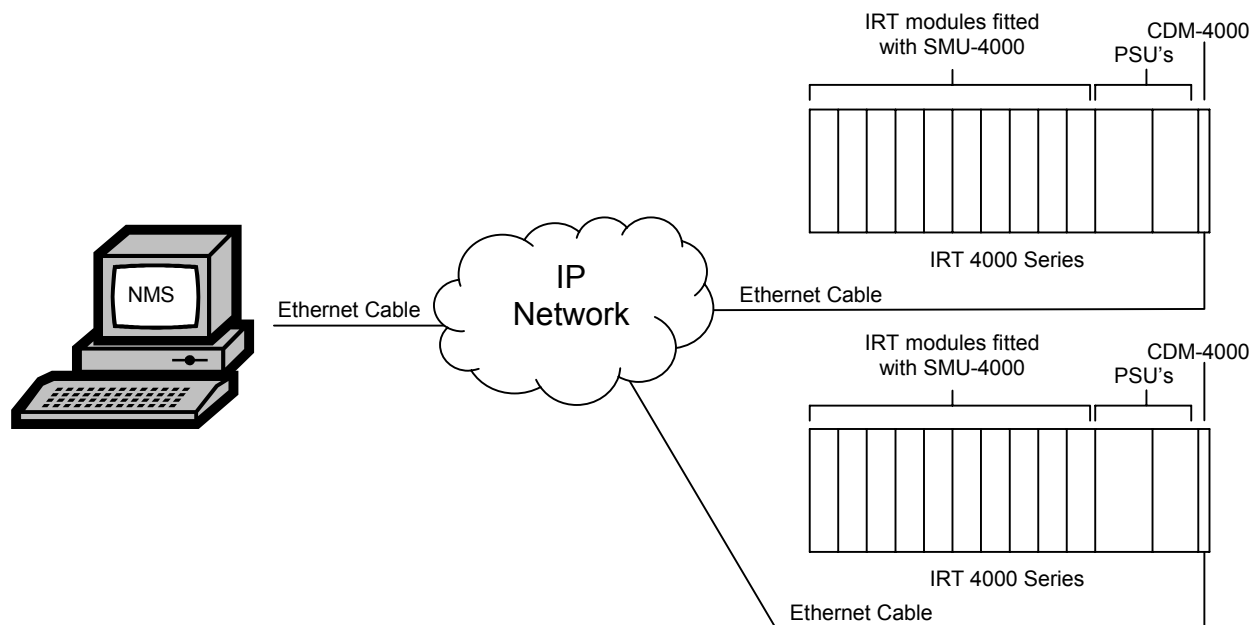 IRT modules fitted
with SMU-4000
CDM-4000
PSU's
IRT 4000 Series
NMS
Ethernet Cable
IP
Network
Ethernet Cable
IRT modules fitted
with SMU-4000
CDM-4000
PSU's
IRT 4000 Series
Ethernet Cable